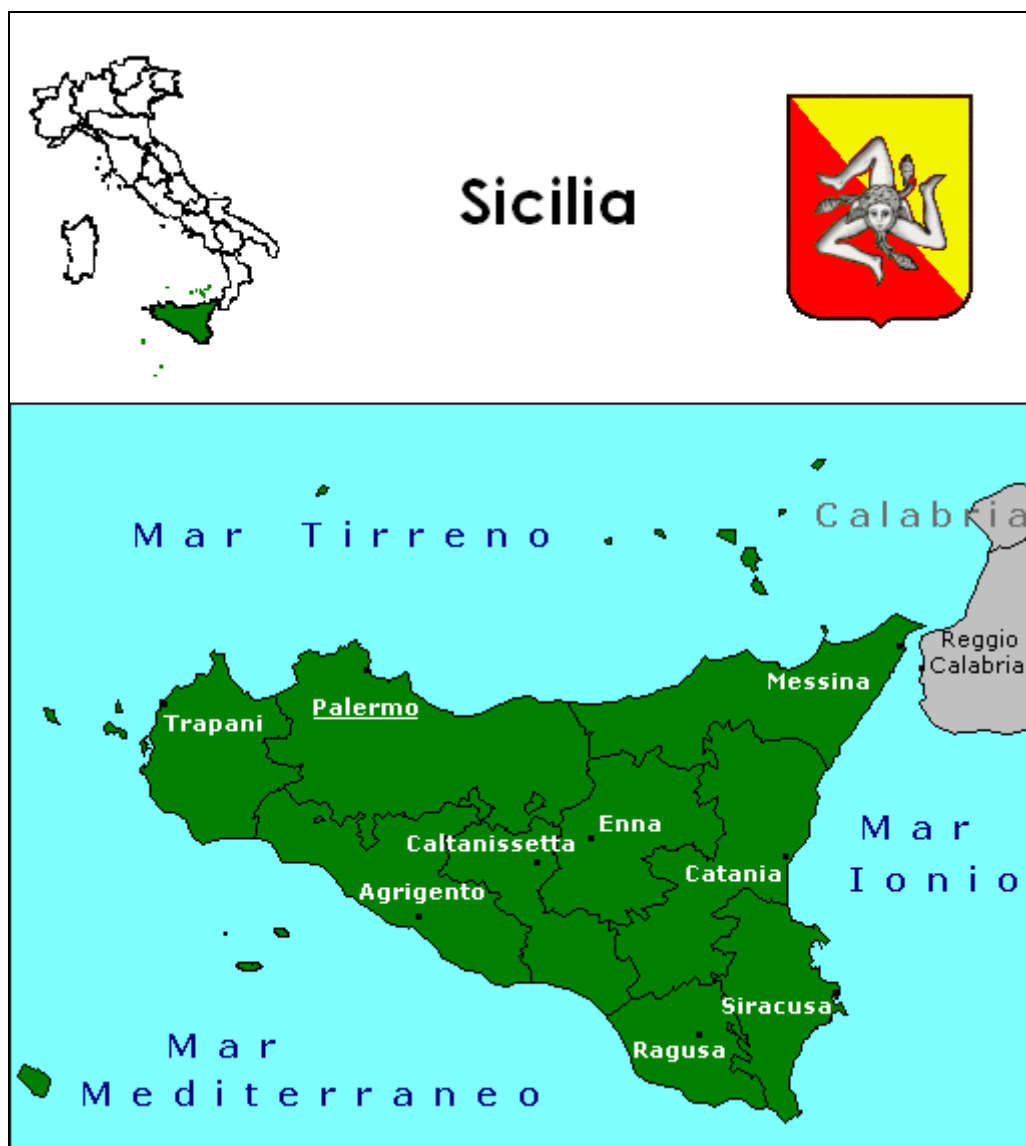 Sicilia
Mar Tirreno
Calabria
Reggio
Calabria
Messina
Palermo
Trapani
Mar
Ionio
Enna
Caltanissetta
Catania
Agrigento
Siracusa
Ragusa
Mar
Mediterraneo